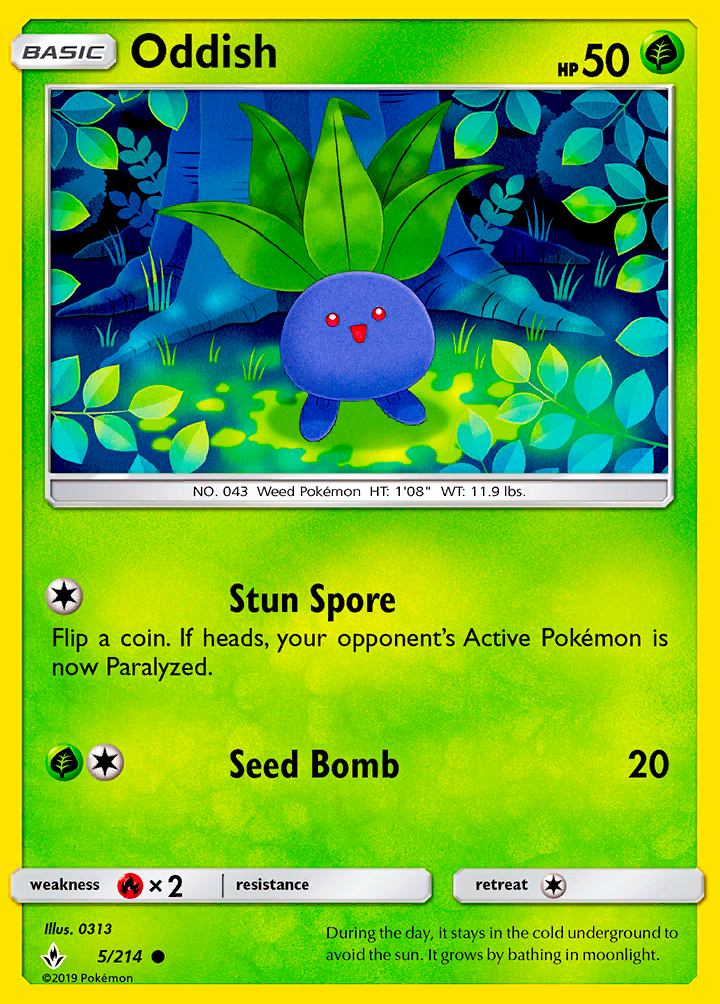 BASIC Oddish HP 50
NO. 043 Weed Pokémon HT: 1'08" WT: 11.9 lbs.
Stun Spore
Flip a coin. If heads, your opponent's Active Pokémon is
now Paralyzed.
Seed Bomb 20
weakness × 2 resistance retreat
Illus. 0313
5/214
©2019 Pokémon
During the day, it stays in the cold underground to
avoid the sun. It grows by bathing in moonlight.